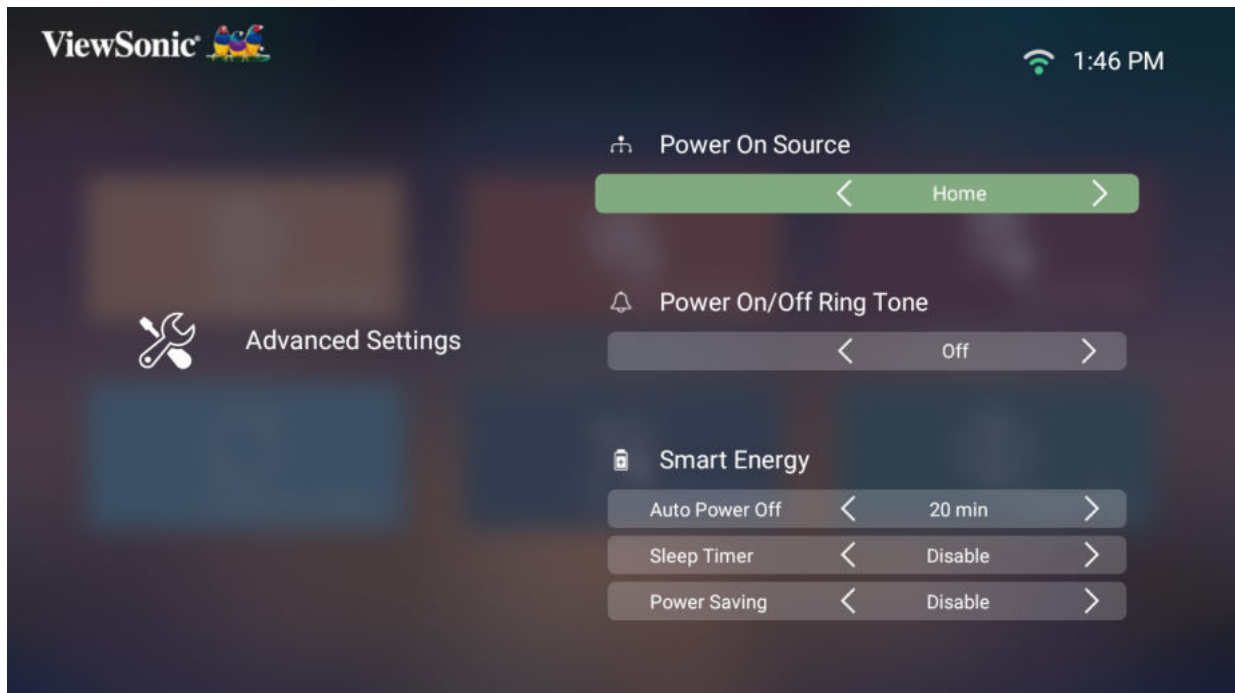 ViewSonic
1:46 PM
Power On Source
Home
Power On/Off Ring Tone
Off
Advanced Settings
Smart Energy
Auto Power Off 20 min
Sleep Timer Disable
Power Saving Disable